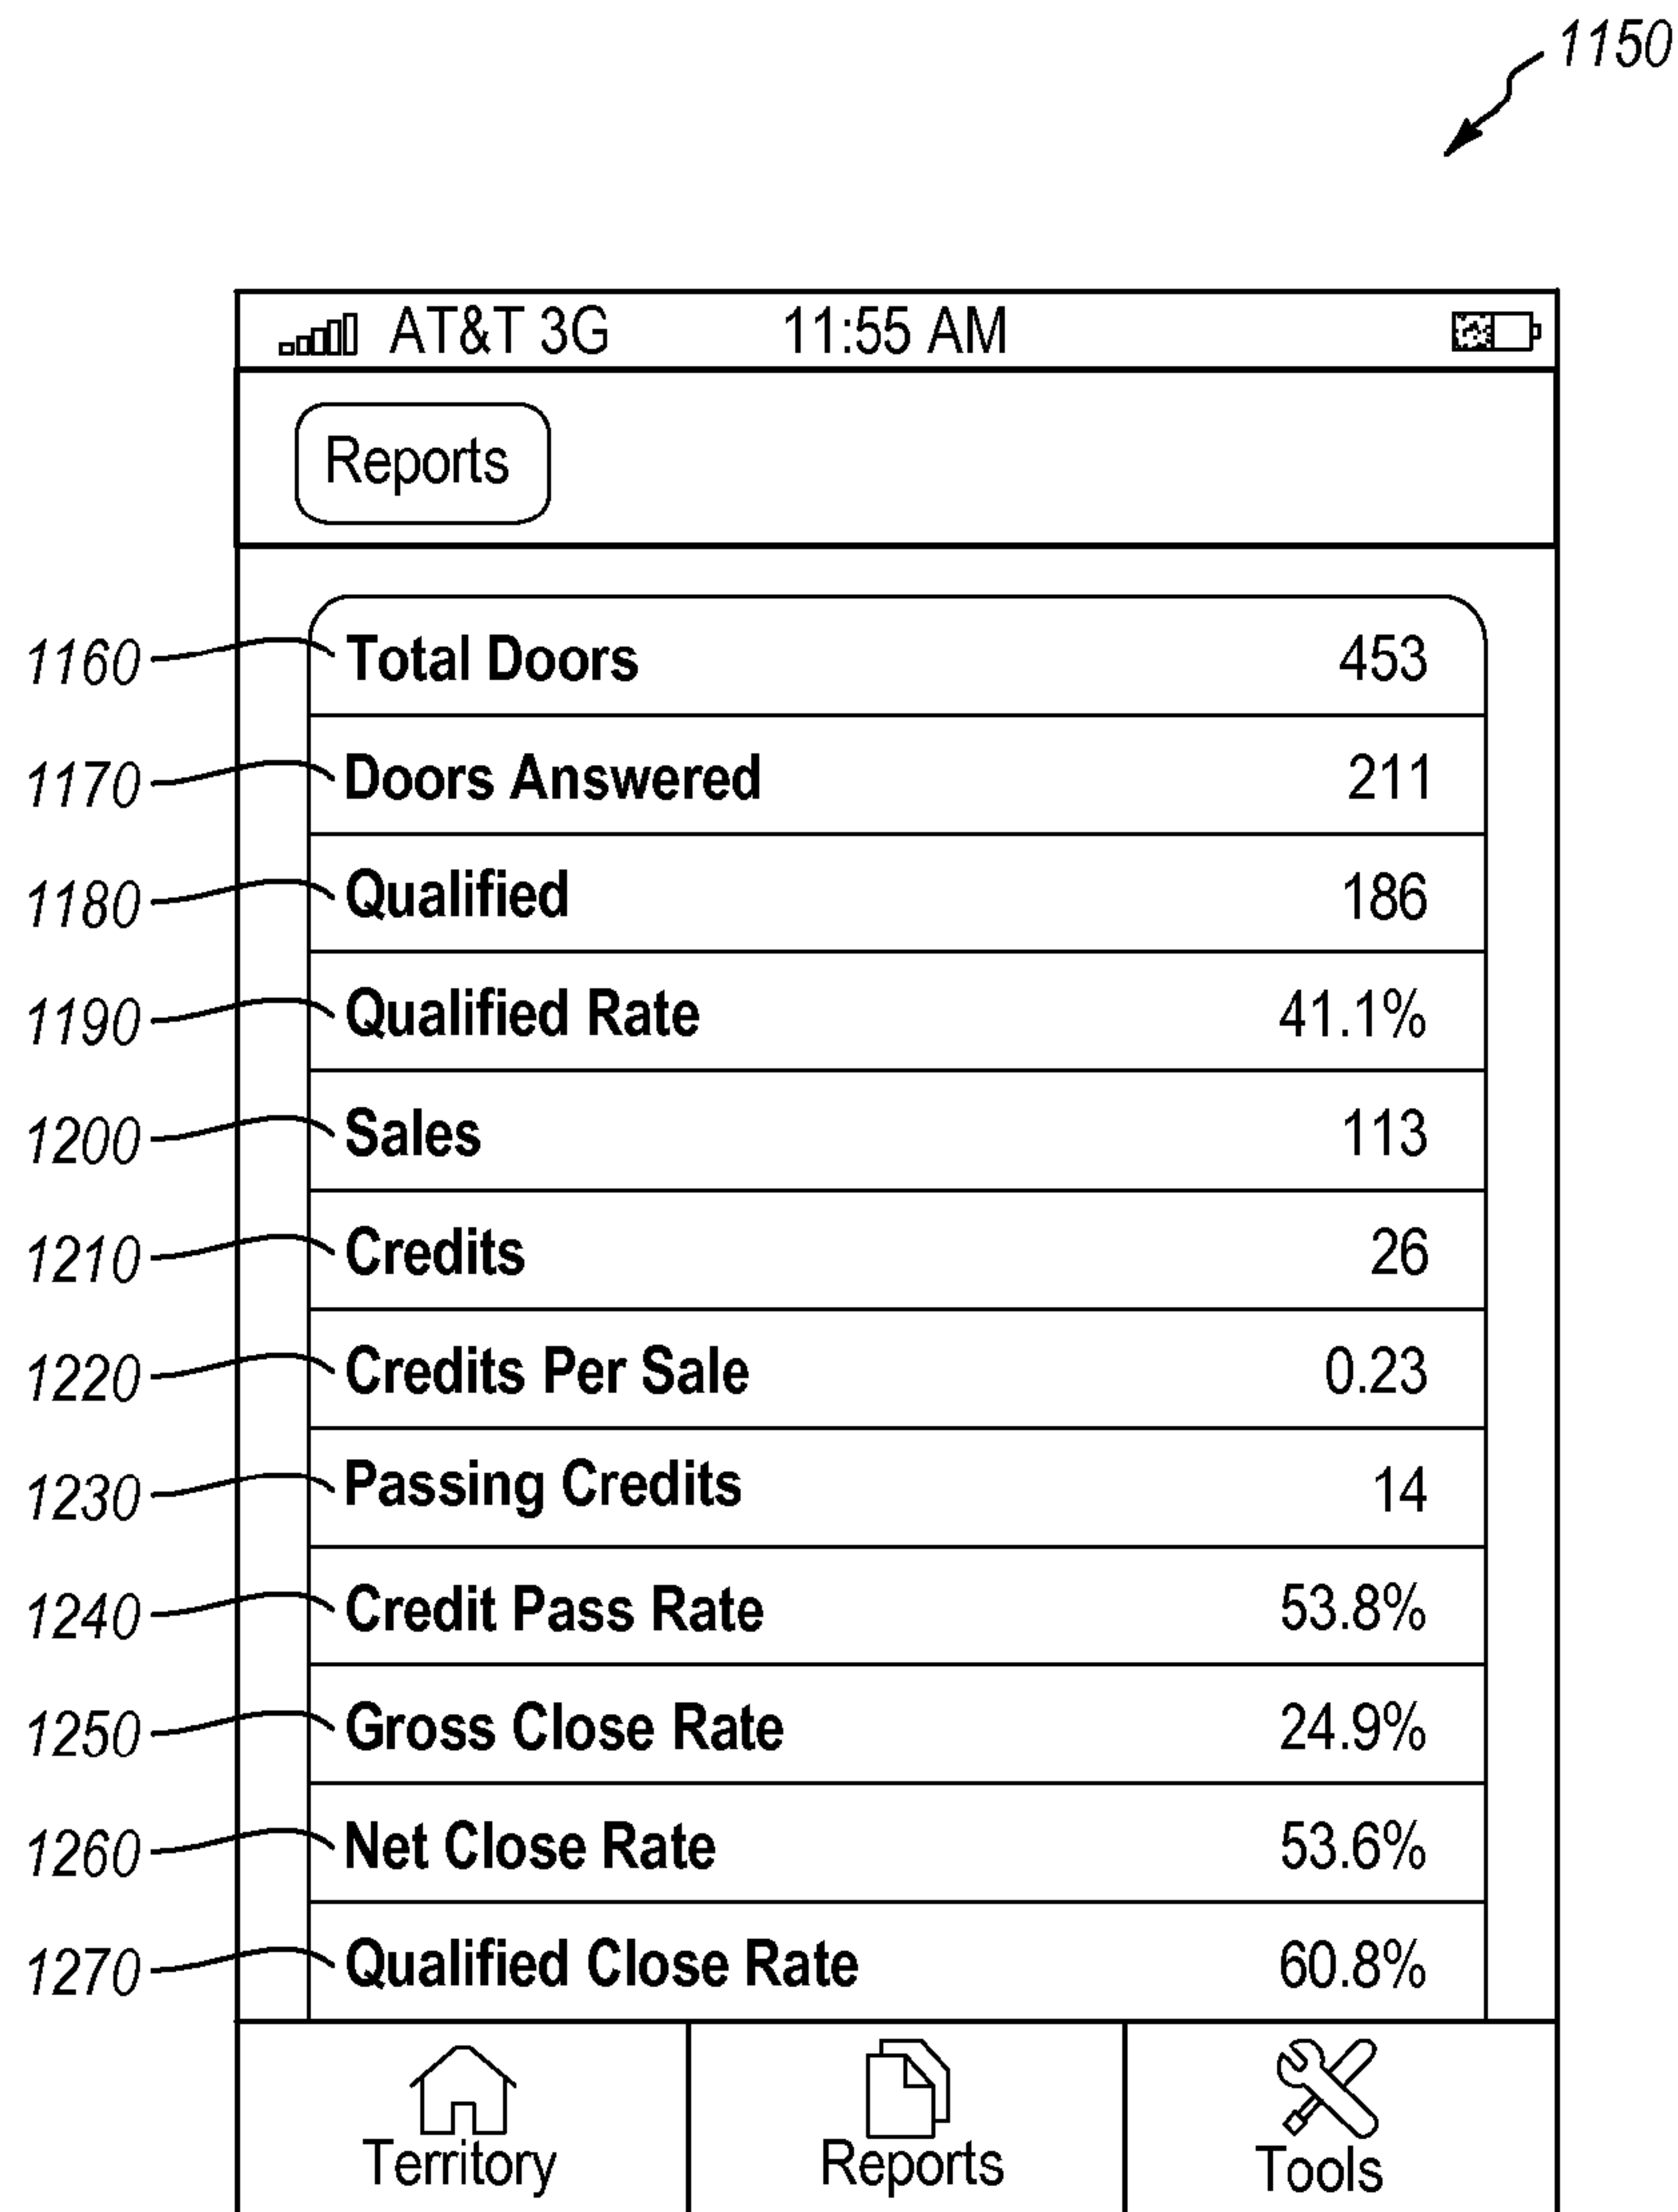 1150
AT&T 3G 11:55 AM
Reports
1160 Total Doors 453
1170 Doors Answered 211
1180 Qualified 186
1190 Qualified Rate 41.1%
1200 Sales 113
1210 Credits 26
1220 Credits Per Sale 0.23
1230 Passing Credits 14
1240 Credit Pass Rate 53.8%
1250 Gross Close Rate 24.9%
1260 Net Close Rate 53.6%
1270 Qualified Close Rate 60.8%
Territory Reports Tools